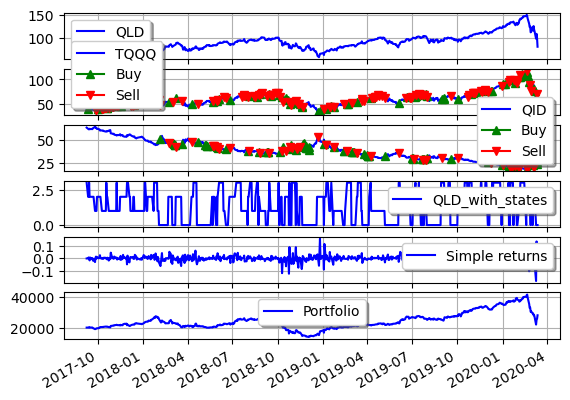 150
QLD
100
TQQQ
100
Buy
50
Sell
QID
50
Buy
25
Sell
2.5
QLD_with_states
0.0
0.1
0.0
Simple returns
−0.1
40000
Portfolio
20000
2017-10
2018-01
2018-04
2018-07
2018-10
2019-01
2019-04
2019-07
2019-10
2020-01
2020-04